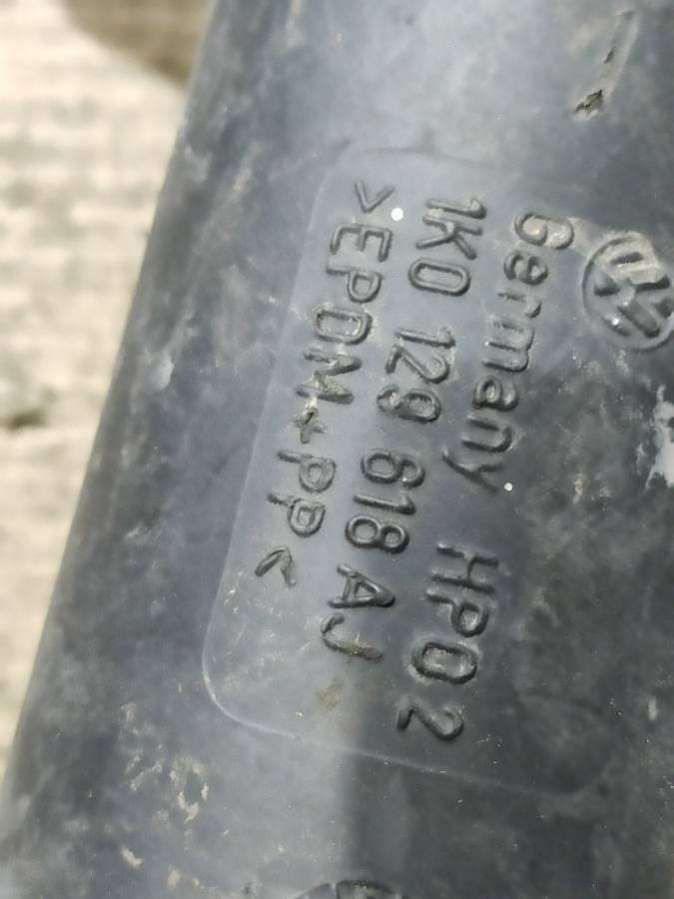 Germany HP02
1K0 129 618 AJ
>EPDM+PP<